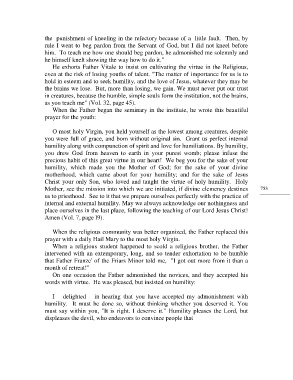 the punishment of kneeling in the refectory because of a little fault. Then, by
rule I went to beg pardon from the Servant of God, but I did not kneel before
him. To teach me how one should beg pardon, he admonished me solemnly and
he himself knelt showing the way how to do it."
He exhorts Father Vitale to insist on cultivating the virtue in the Religious,
even at the risk of losing youths of talent. "The matter of importance for us is to
hold in esteem and to seek humility, and the love of Jesus, whatever they may be
the brains we lose. But, more than losing, we gain. We must never put our trust
in creatures, because the humble, simple souls form the institution, not the brains,
as you teach me" (Vol. 32, page 45).
When the Father began the seminary in the institute, he wrote this beautiful
prayer for the youth:
O most holy Virgin, you held yourself as the lowest among creatures, despite
you were full of grace, and born without original sin. Grant us perfect internal
humility along with compunction of spirit and love for humiliations. By humility,
you drew God from heaven to earth in your purest womb; please infuse the
precious habit of this great virtue in our heart! We beg you for the sake of your
humility, which made you the Mother of God; for the sake of your divine
motherhood, which came about for your humility; and for the sake of Jesus
Christ your only Son, who loved and taught the virtue of holy humility. Holy
Mother, see the mission into which we are initiated, if divine clemency destines
us to priesthood. See to it that we prepare ourselves perfectly with the practice of
internal and external humility. May we always acknowledge our nothingness and
place ourselves in the last place, following the teaching of our Lord Jesus Christ!
Amen (Vol. 7, page 19).
When the religious community was better organized, the Father replaced this
prayer with a daily Hail Mary to the most holy Virgin.
When a religious student happened to scold a religious brother, the Father
intervened with an extemporary, long, and so tender exhortation to be humble
that Father Fiurzo' of the Friars Minor told me, "I got out more from it than a
month of retreat!"
On one occasion the Father admonished the novices, and they accepted his
words with virtue. He was pleased, but insisted on humility:
I delighted in hearing that you have accepted my admonishment with
humility. It must be done so, without thinking whether you deserved it. You
must say within you, "It is right. I deserve it." Humility pleases the Lord, but
displeases the devil, who endeavors to convince people that